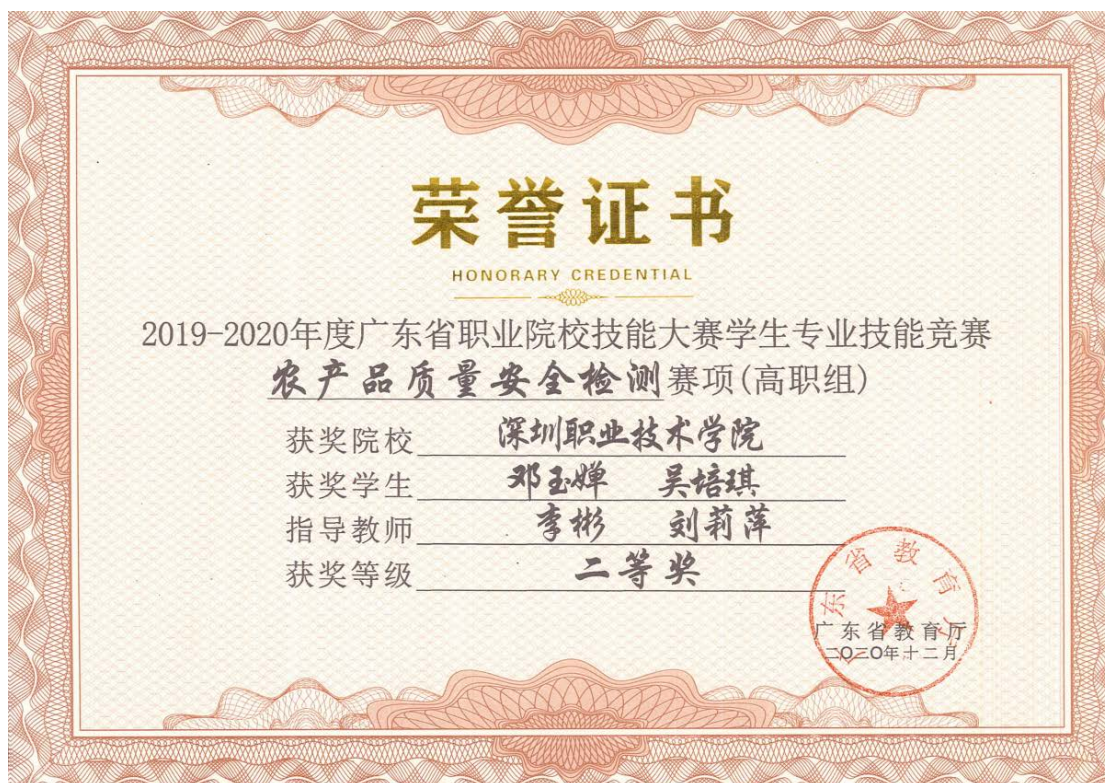 荣誉证书
HONORARY CREDENTIAL
2019-2020年度广东省职业院校技能大赛学生专业技能竞赛
农产品质量安全检测赛项(高职组)
获奖院校 深圳职业技术学院
获奖学生 邓玉婵 吴培琪
指导教师 李彬 刘莉萍
获奖等级 二等奖
广东省教育厅
广东省教育厅
二〇二〇年十二月